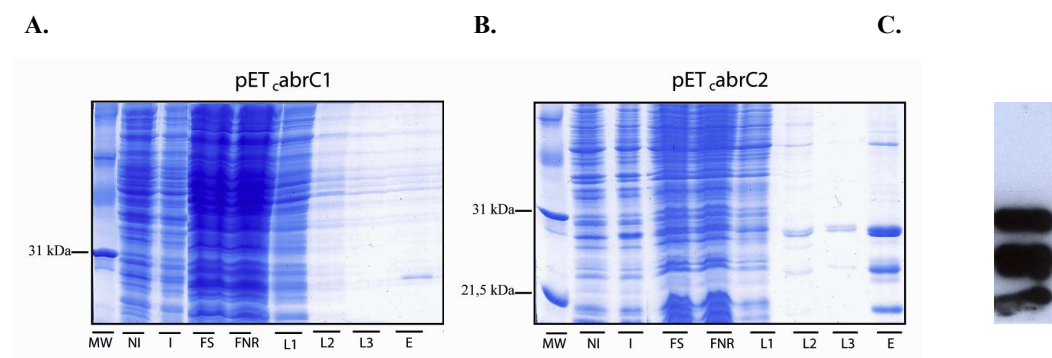 A. B. C.
pET cabrC1 pET cabrC2
31 kDa
31 kDa
21,5 kDa
MW NI I FS FNR L1 L2 L3 E
MW NI I FS FNR L1 L2 L3 E